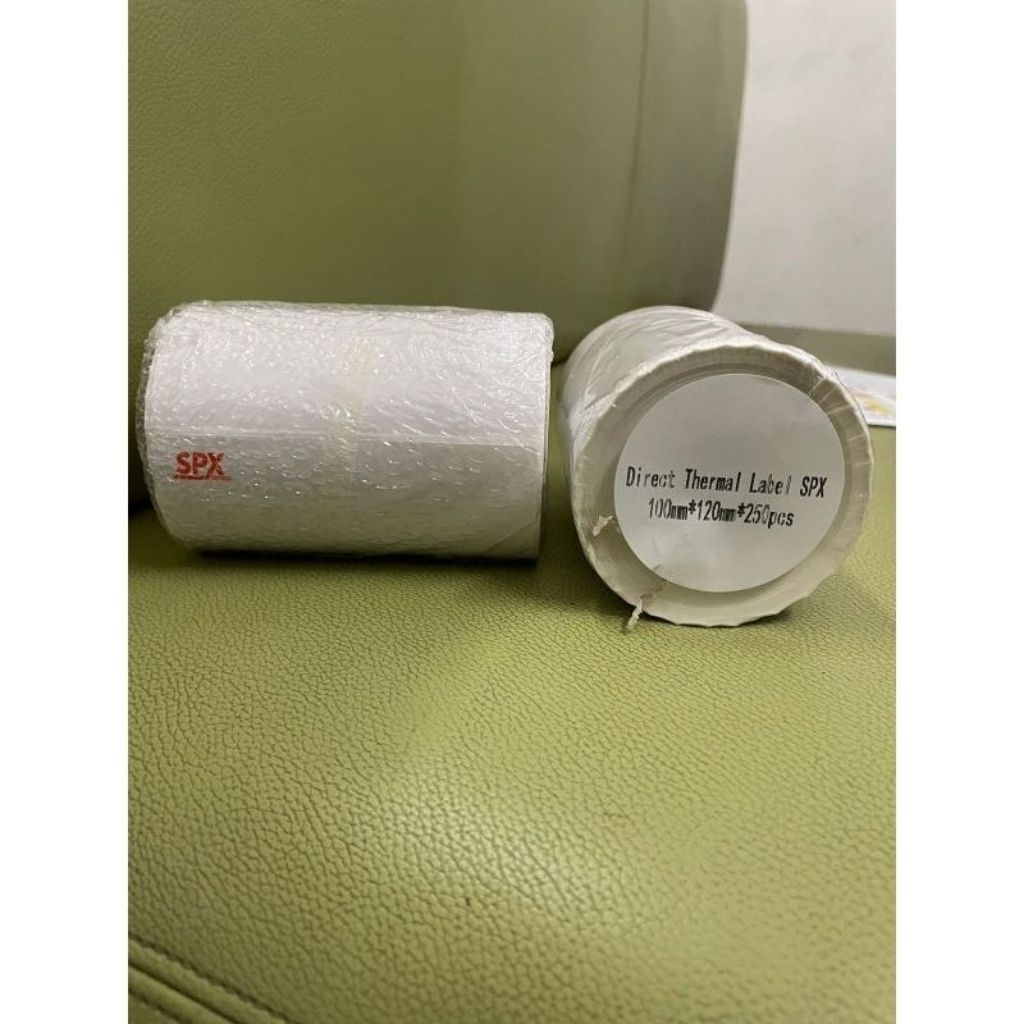 SPX
Direct Thermal Label SPX
100mm*120mm*250pcs